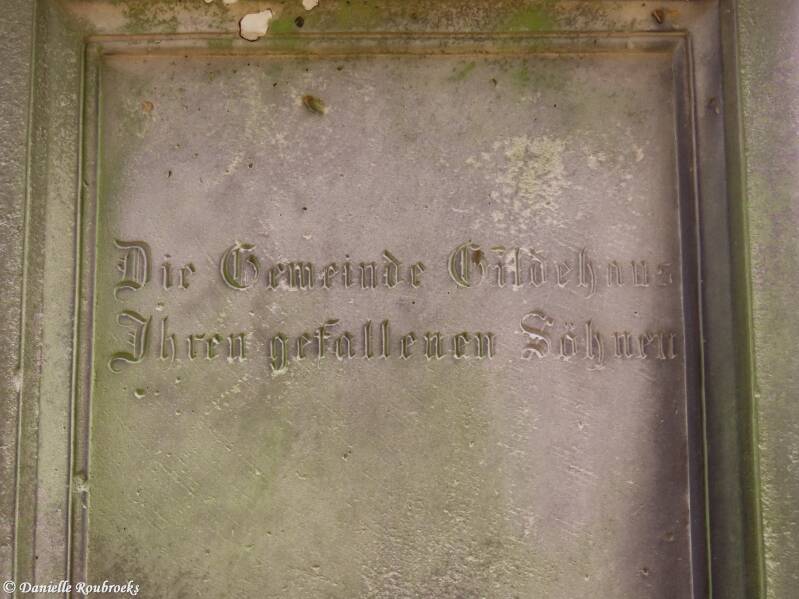 Die Gemeinde Gildehaus
Ihren gefallenen Söhnen
© Danielle Roubroeks